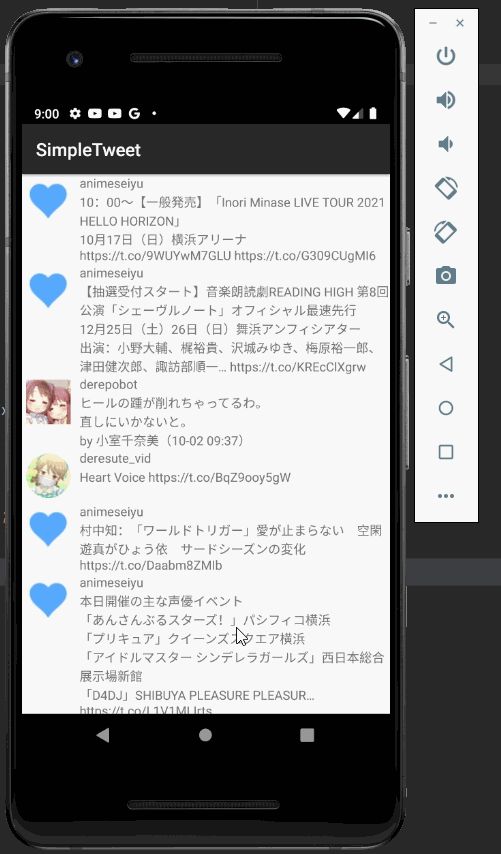 9:00
SimpleTweet
animeseiyu
10：00～【一般発売】「Inori Minase LIVE TOUR 2021
HELLO HORIZON」
10月17日（日）横浜アリーナ
https://t.co/9WUYwM7GLU https://t.co/G309CUgMI6
animeseiyu
【抽選受付スタート】音楽朗読劇READING HIGH 第8回
公演「シェーヴルノート」オフィシャル最速先行
12月25日（土）26日（日）舞浜アンフィシアター
出演：小野大輔、梶裕貴、沢城みゆき、梅原裕一郎、
津田健次郎、諏訪部順一… https://t.co/KREcClXgrw
derepobot
ヒールの踵が削れちゃってるわ。
直しにいかないと。
by 小室千奈美（10-02 09:37）
deresute_vid
Heart Voice https://t.co/BqZ9ooy5gW
animeseiyu
村中知：「ワールドトリガー」愛が止まらない　空閑
遊真がひょう依　サードシーズンの変化
https://t.co/Daabm8ZMlb
animeseiyu
本日開催の主な声優イベント
「あんさんぶるスターズ！」パシフィコ横浜
「プリキュア」クイーンズスクエア横浜
「アイドルマスター シンデレラガールズ」西日本総合
展示場新館
「D4DJ」SHIBUYA PLEASURE PLEASUR…